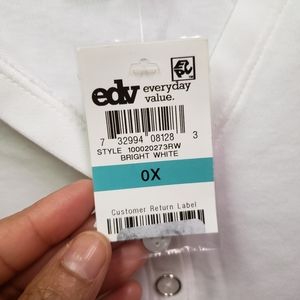 edv everyday
value.
7 32994 08128 3
STYLE 100020273RW
BRIGHT WHITE
0X
Customer Return Label